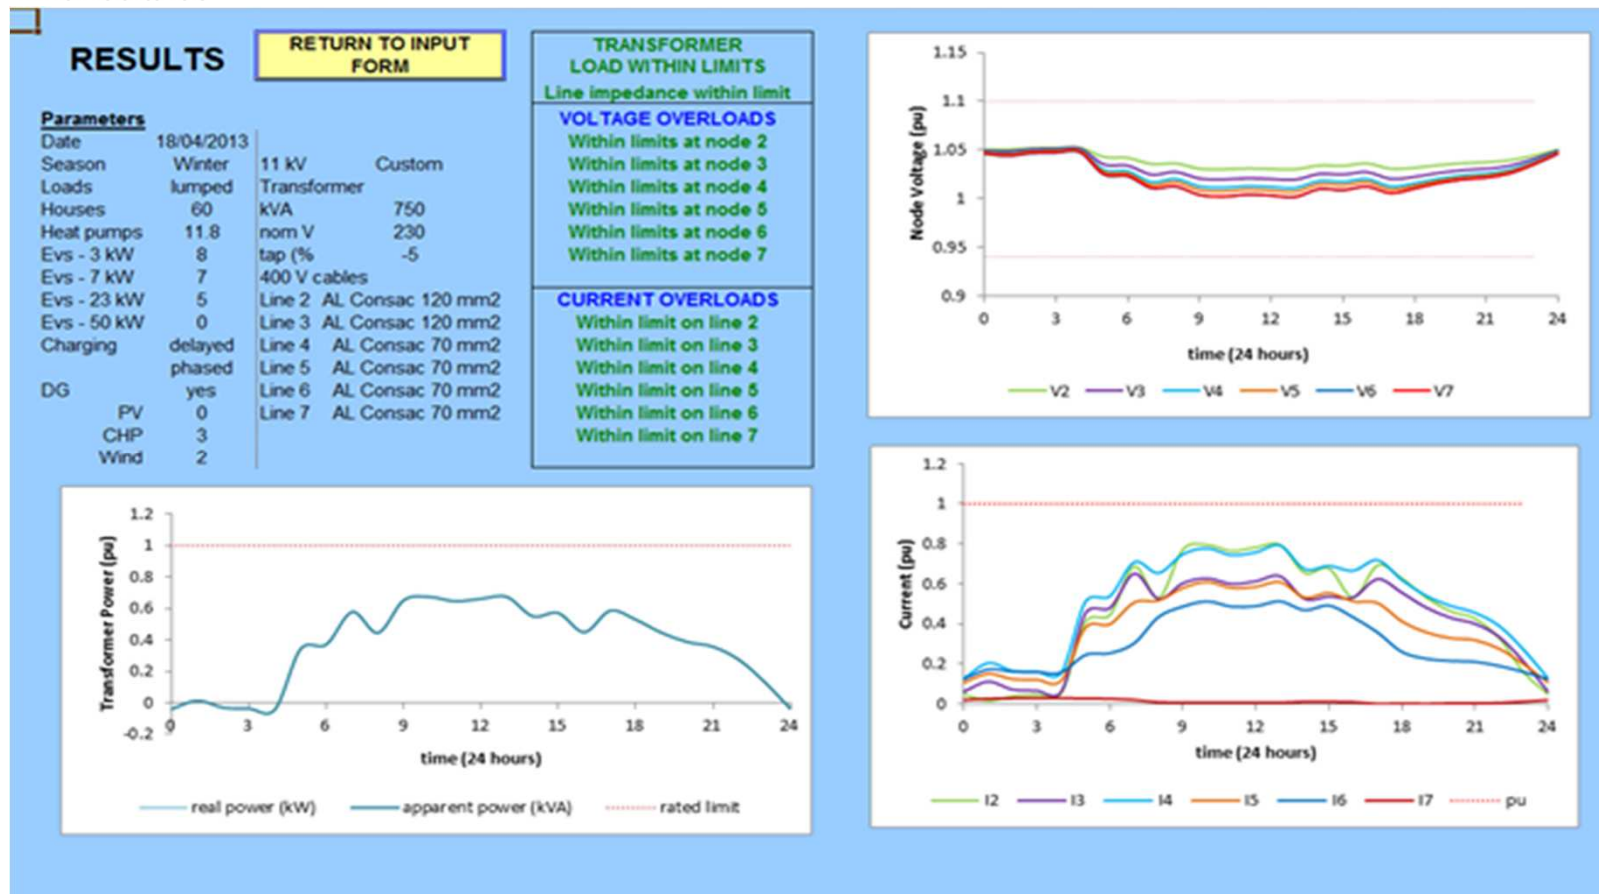 RESULTS
RETURN TO INPUT
FORM
Parameters
Date 18/04/2013
Season Winter 11 kV Custom
Loads lumped Transformer
Houses 60 kVA 750
Heat pumps 11.8 nom V 230
Evs - 3 kW 8 tap (% -5
Evs - 7 kW 7 400 V cables
Evs - 23 kW 5 Line 2 AL Consac 120 mm2
Evs - 50 kW 0 Line 3 AL Consac 120 mm2
Charging delayed Line 4 AL Consac 70 mm2
phased Line 5 AL Consac 70 mm2
DG yes Line 6 AL Consac 70 mm2
PV 0 Line 7 AL Consac 70 mm2
CHP 3
Wind 2
TRANSFORMER
LOAD WITHIN LIMITS
Line impedance within limit
VOLTAGE OVERLOADS
Within limits at node 2
Within limits at node 3
Within limits at node 4
Within limits at node 5
Within limits at node 6
Within limits at node 7
CURRENT OVERLOADS
Within limit on line 2
Within limit on line 3
Within limit on line 4
Within limit on line 5
Within limit on line 6
Within limit on line 7
Node Voltage (pu)
1.15
1.1
1.05
1
0.95
0.9
0 3 6 9 12 15 18 21 24
time (24 hours)
V2 V3 V4 V5 V6 V7
Transformer Power (pu)
1.2
1
0.8
0.6
0.4
0.2
0
-0.2
0 3 6 9 12 15 18 21 24
time (24 hours)
real power (kW) apparent power (kVA) rated limit
Current (pu)
1.2
1
0.8
0.6
0.4
0.2
0
0 3 6 9 12 15 18 21 24
time (24 hours)
I2 I3 I4 I5 I6 I7 pu